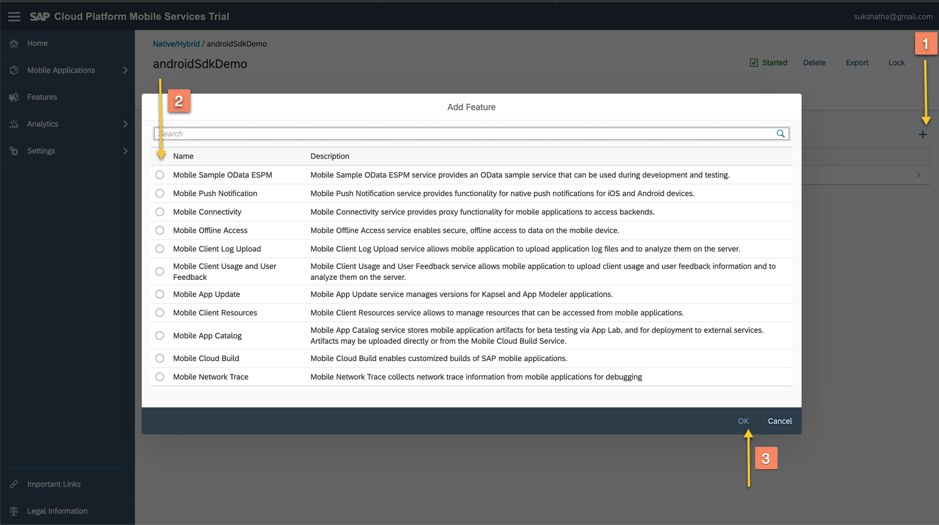 SAP Cloud Platform Mobile Services Trial
sukshatha@gmail.com
Home
Mobile Applications
Features
Analytics
Settings
Important Links
Legal Information
Native/Hybrid / androidSdkDemo
androidSdkDemo
Started Delete Export Lock
1
2
Add Feature
Search
Name Description
Mobile Sample OData ESPM Mobile Sample OData ESPM service provides an OData sample service that can be used during development and testing.
Mobile Push Notification Mobile Push Notification service provides functionality for native push notifications for iOS and Android devices.
Mobile Connectivity Mobile Connectivity service provides proxy functionality for mobile applications to access backends.
Mobile Offline Access Mobile Offline Access service enables secure, offline access to data on the mobile device.
Mobile Client Log Upload Mobile Client Log Upload service allows mobile application to upload application log files and to analyze them on the server.
Mobile Client Usage and User Mobile Client Usage and User Feedback service allows mobile application to upload client usage and user feedback information and to
Feedback analyze them on the server.
Mobile App Update Mobile App Update service manages versions for Kapsel and App Modeler applications.
Mobile Client Resources Mobile Client Resources service allows to manage resources that can be accessed from mobile applications.
Mobile App Catalog Mobile App Catalog service stores mobile application artifacts for beta testing via App Lab, and for deployment to external services.
Artifacts may be uploaded directly or from the Mobile Cloud Build Service.
Mobile Cloud Build Mobile Cloud Build enables customized builds of SAP mobile applications.
Mobile Network Trace Mobile Network Trace collects network trace information from mobile applications for debugging
OK Cancel
3